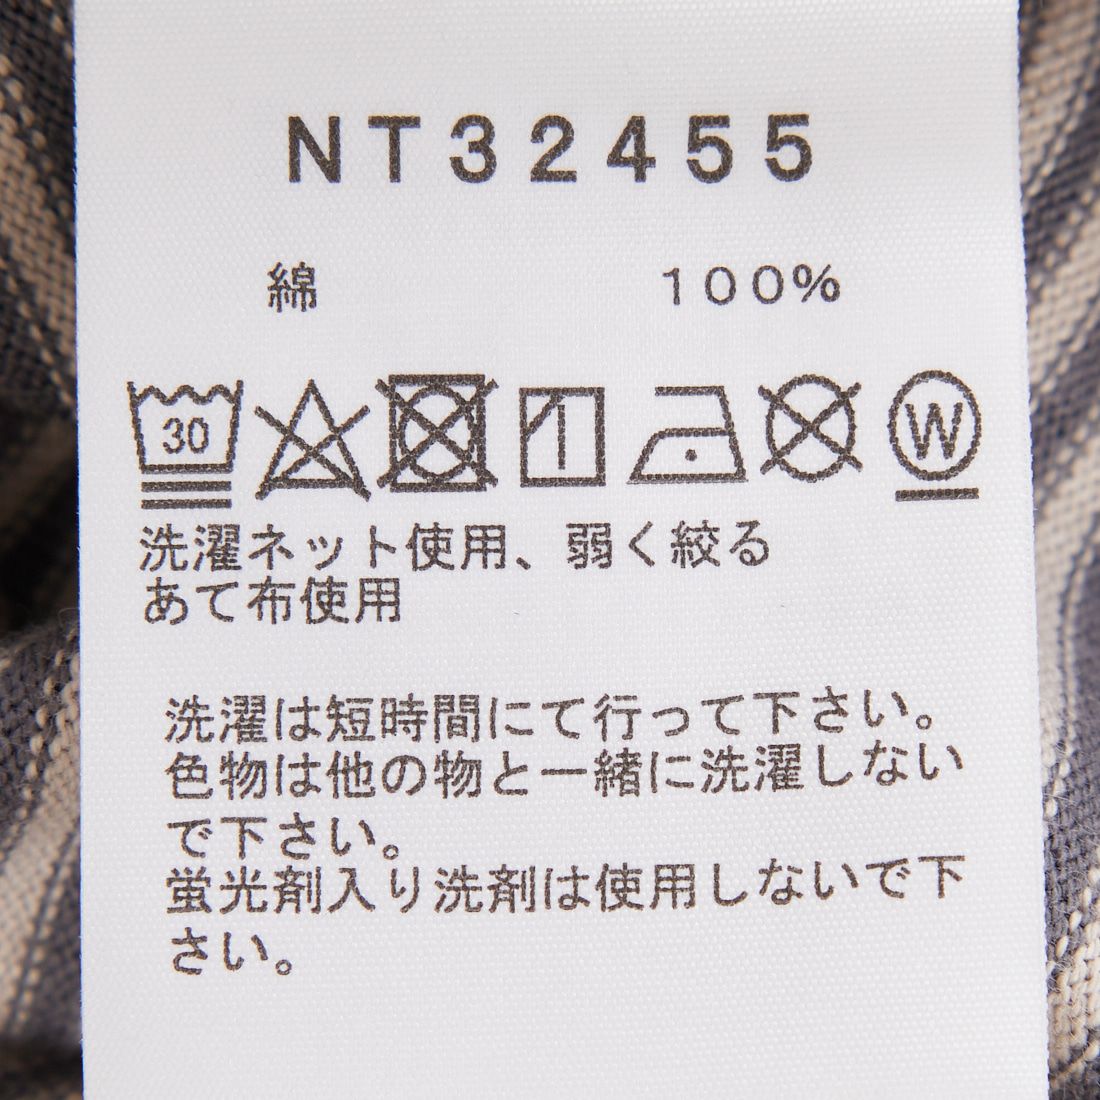 NT32455
綿 100%
30 W
洗濯ネット使用、弱く絞る
あて布使用
洗濯は短時間にて行って下さい。
色物は他の物と一緒に洗濯しない
で下さい。
蛍光剤入り洗剤は使用しないで下
さい。